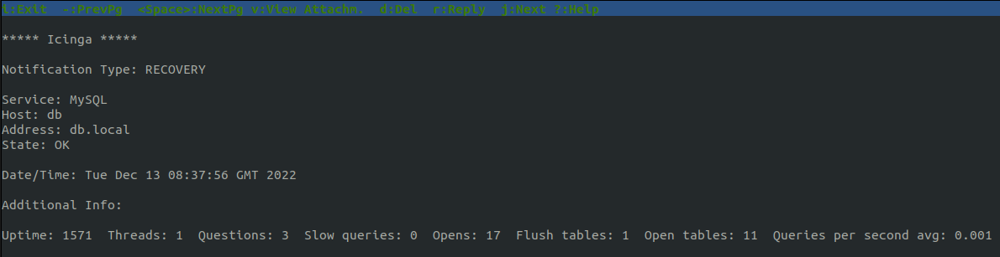 i:Exit  -:PrevPg  <Space>:NextPg v:View Attachm.  d:Del  r:Reply  j:Next ?:Help
***** Icinga *****
Notification Type: RECOVERY
Service: MySQL
Host: db
Address: db.local
State: OK
Date/Time: Tue Dec 13 08:37:56 GMT 2022
Additional Info:
Uptime: 1571  Threads: 1  Questions: 3  Slow queries: 0  Opens: 17  Flush tables: 1  Open tables: 11  Queries per second avg: 0.001